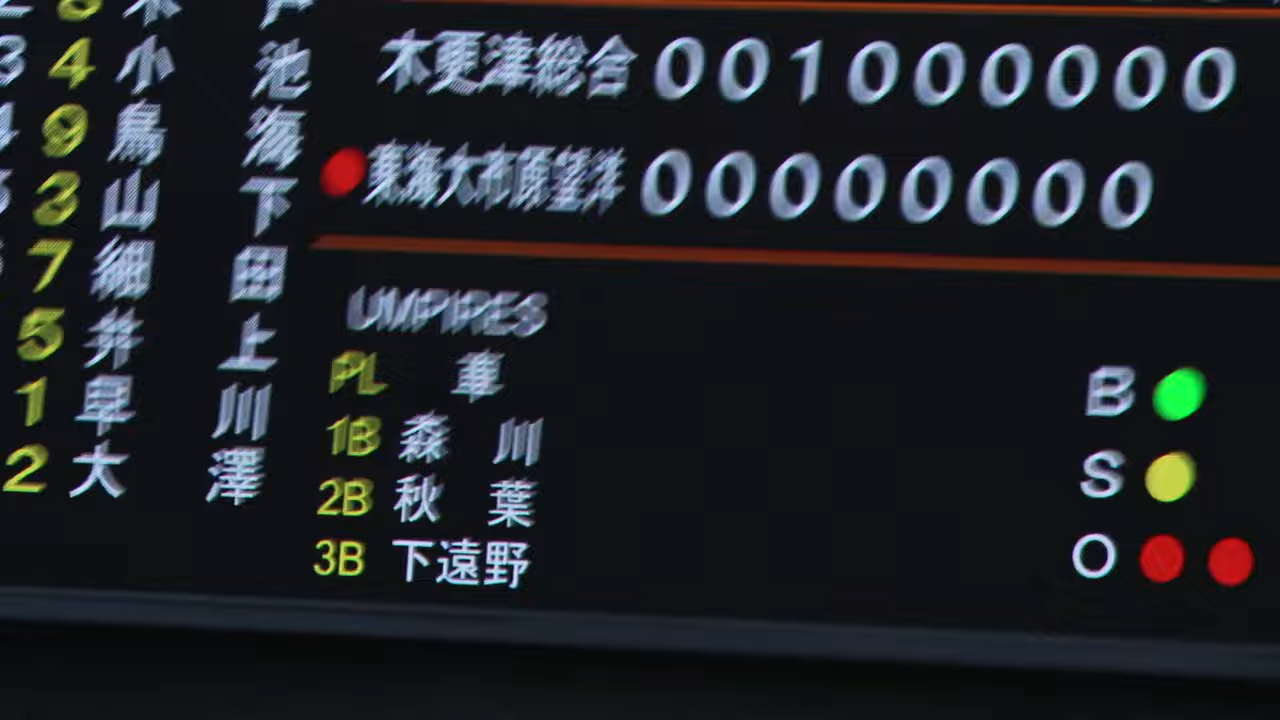 3 4 小 池
9 鳥 海
3 山 下
7 細 田
5 井 上
1 早 川
2 大 澤
木更津総合 0 0 1 0 0 0 0 0 0
東海大市原望洋 0 0 0 0 0 0 0 0
UMPIRES
PL
1B 森 川
2B 秋 葉
3B 下遠野
B
S
O